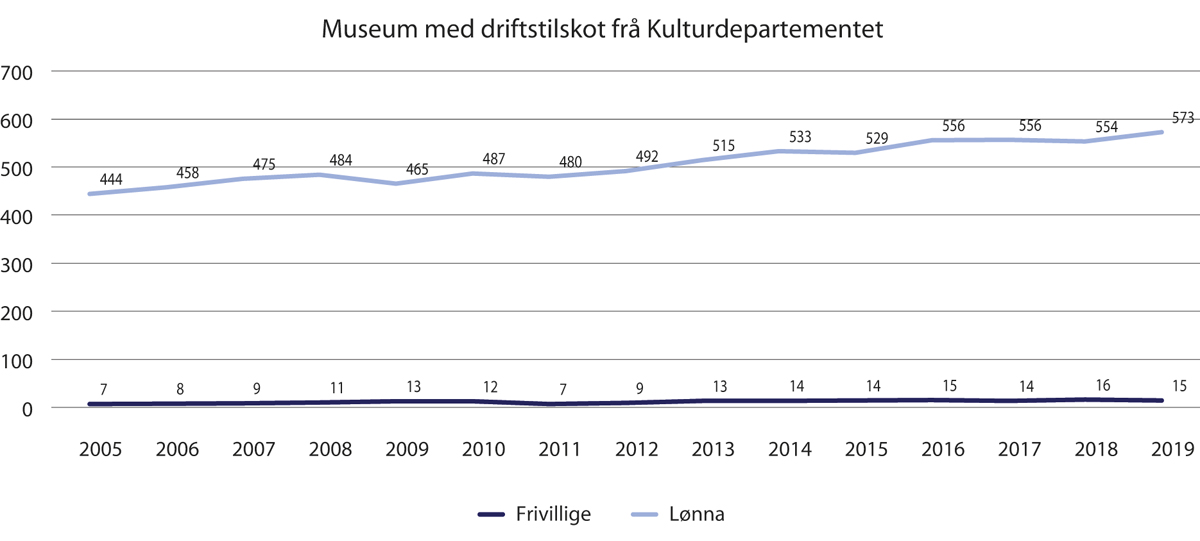 Museum med driftstilskot frå Kulturdepartementet
700
600
500
400
300
200
100
0
444 458 475 484 465 487 480 492 515 533 529 556 556 554 573
7 8 9 11 13 12 7 9 13 14 14 15 14 16 15
2005 2006 2007 2008 2009 2010 2011 2012 2013 2014 2015 2016 2017 2018 2019
Frivillige Lønna